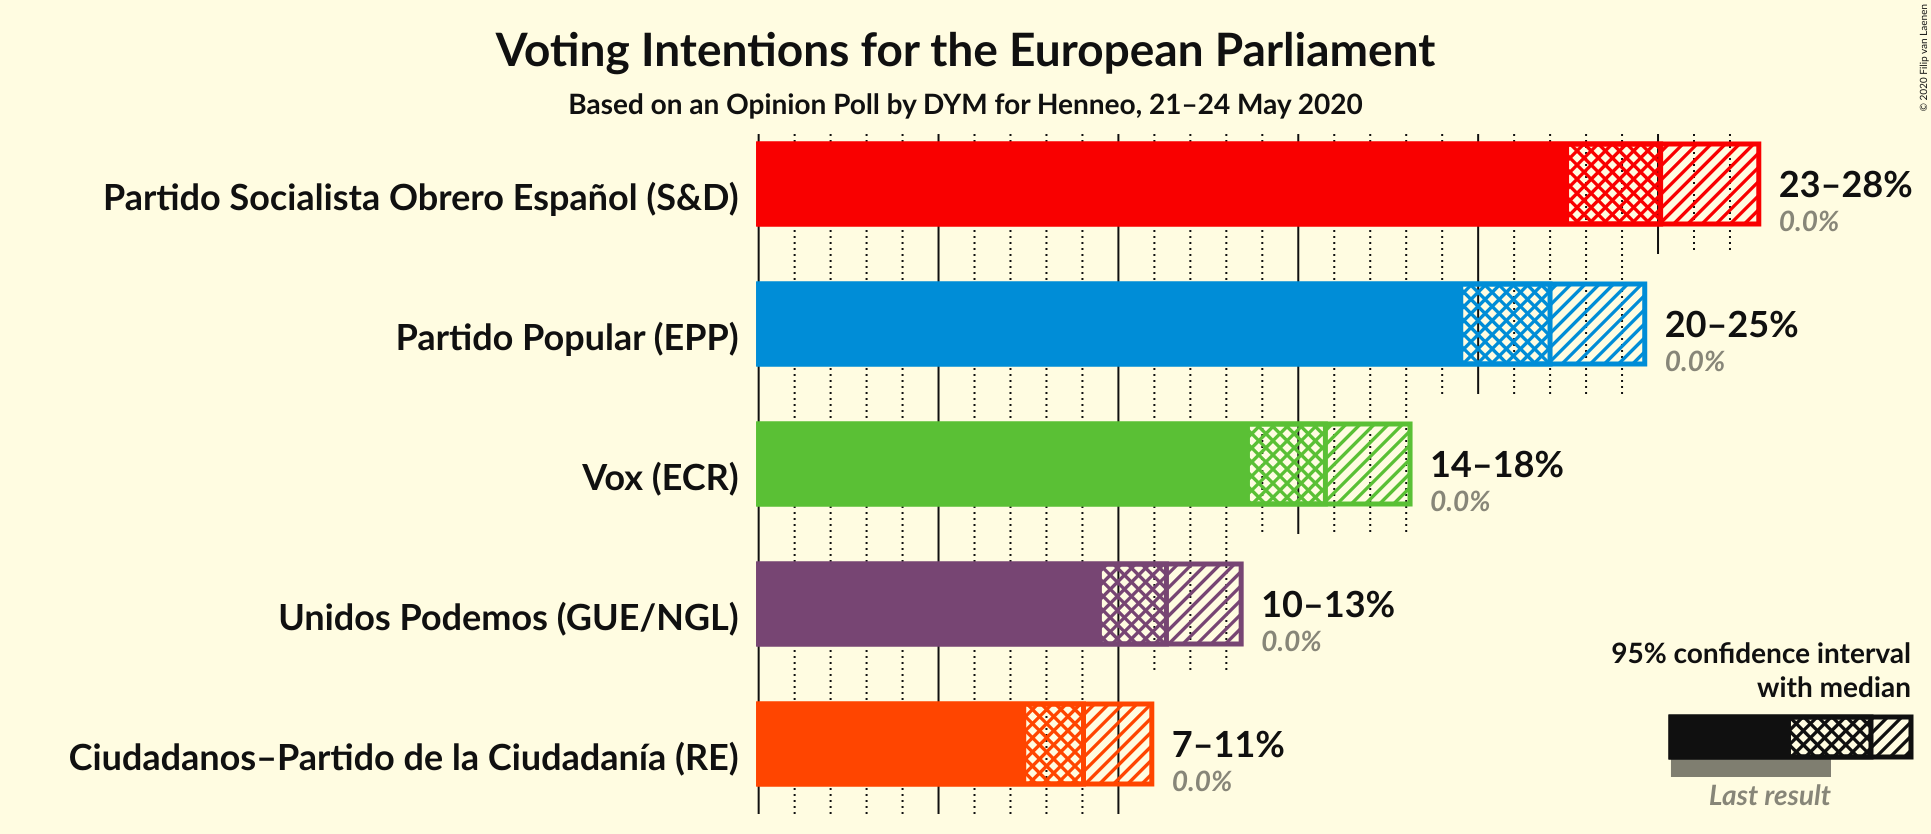 Voting Intentions for the European Parliament
Based on an Opinion Poll by DYM for Henneo, 21–24 May 2020
© 2020 Filip van Laenen
Partido Socialista Obrero Español (S&D)
23–28%
0.0%
Partido Popular (EPP)
20–25%
0.0%
Vox (ECR)
14–18%
0.0%
Unidos Podemos (GUE/NGL)
10–13%
0.0%
Ciudadanos–Partido de la Ciudadanía (RE)
7–11%
0.0%
95% confidence interval
with median
Last result